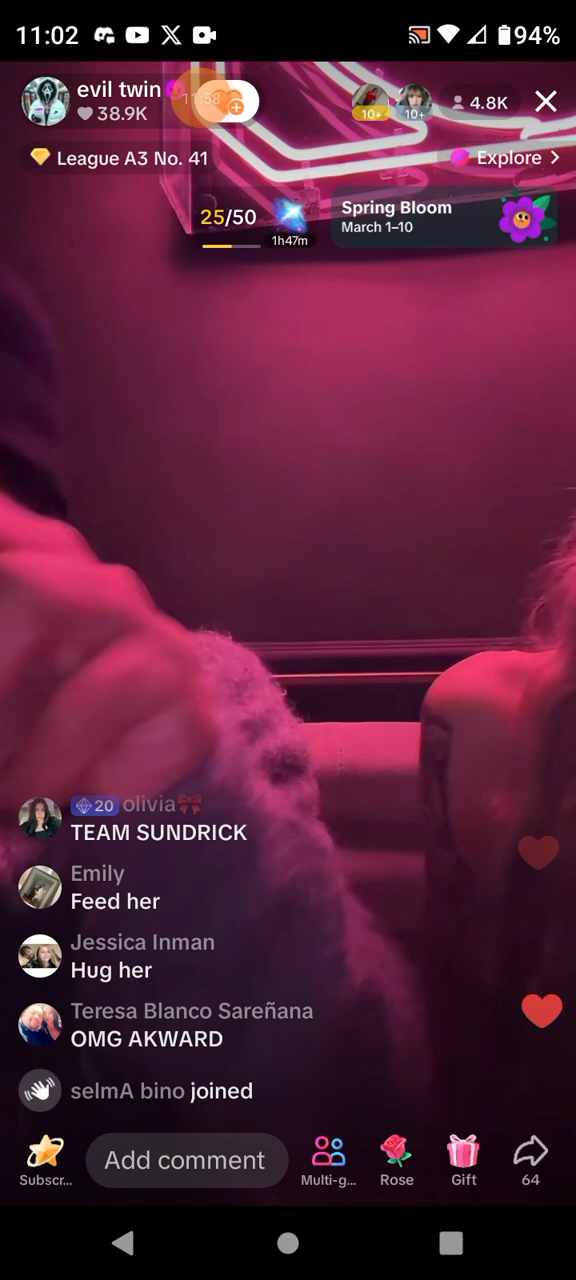 11:02
94%
evil twin
38.9K
11:58
10+
10+
4.8K
League A3 No. 41
Explore
25/50
1h47m
Spring Bloom
March 1–10
20 olivia
TEAM SUNDRICK
Emily
Feed her
Jessica Inman
Hug her
Teresa Blanco Sareñana
OMG AKWARD
selmA bino joined
Subscr...
Add comment
Multi-g...
Rose
Gift
64